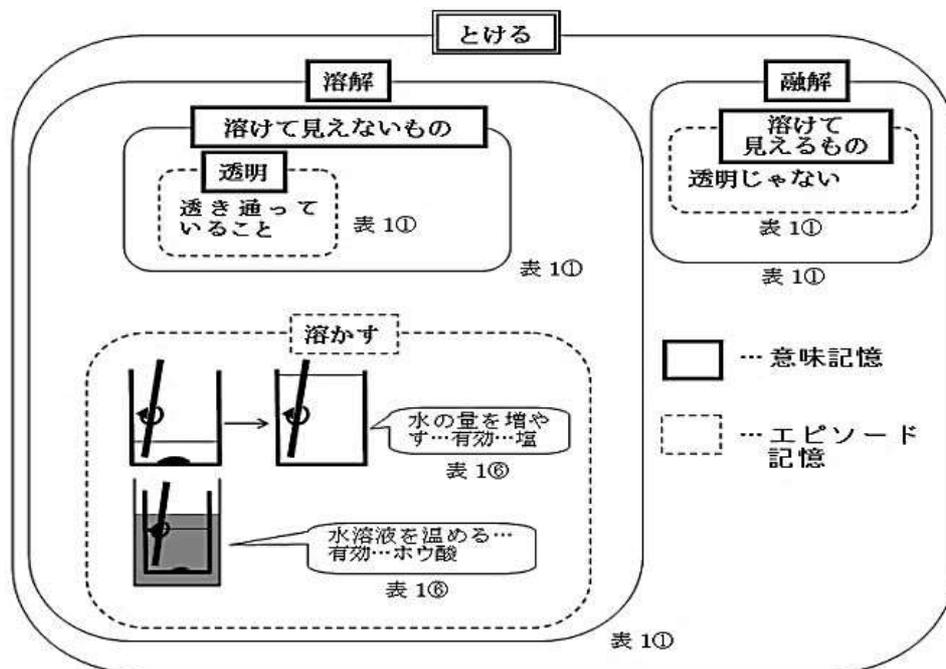 とける
溶解
溶けて見えないもの
透明
透き通って
いること
表1①
表1①
溶かす
水の量を増や
す…有効…塩
表1⑥
水溶液を温める…
有効…ホウ酸
表1⑥
表1①
融解
溶けて
見えるもの
透明じゃない
表1①
表1①
…意味記憶
…エピソード
記憶